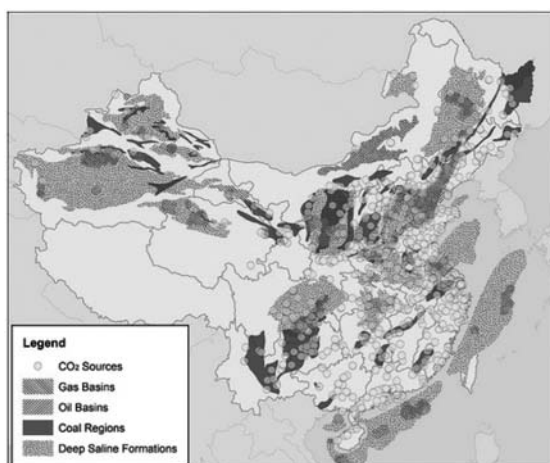 Legend
CO₂ Sources
Gas Basins
Oil Basins
Coal Regions
Deep Saline Formations